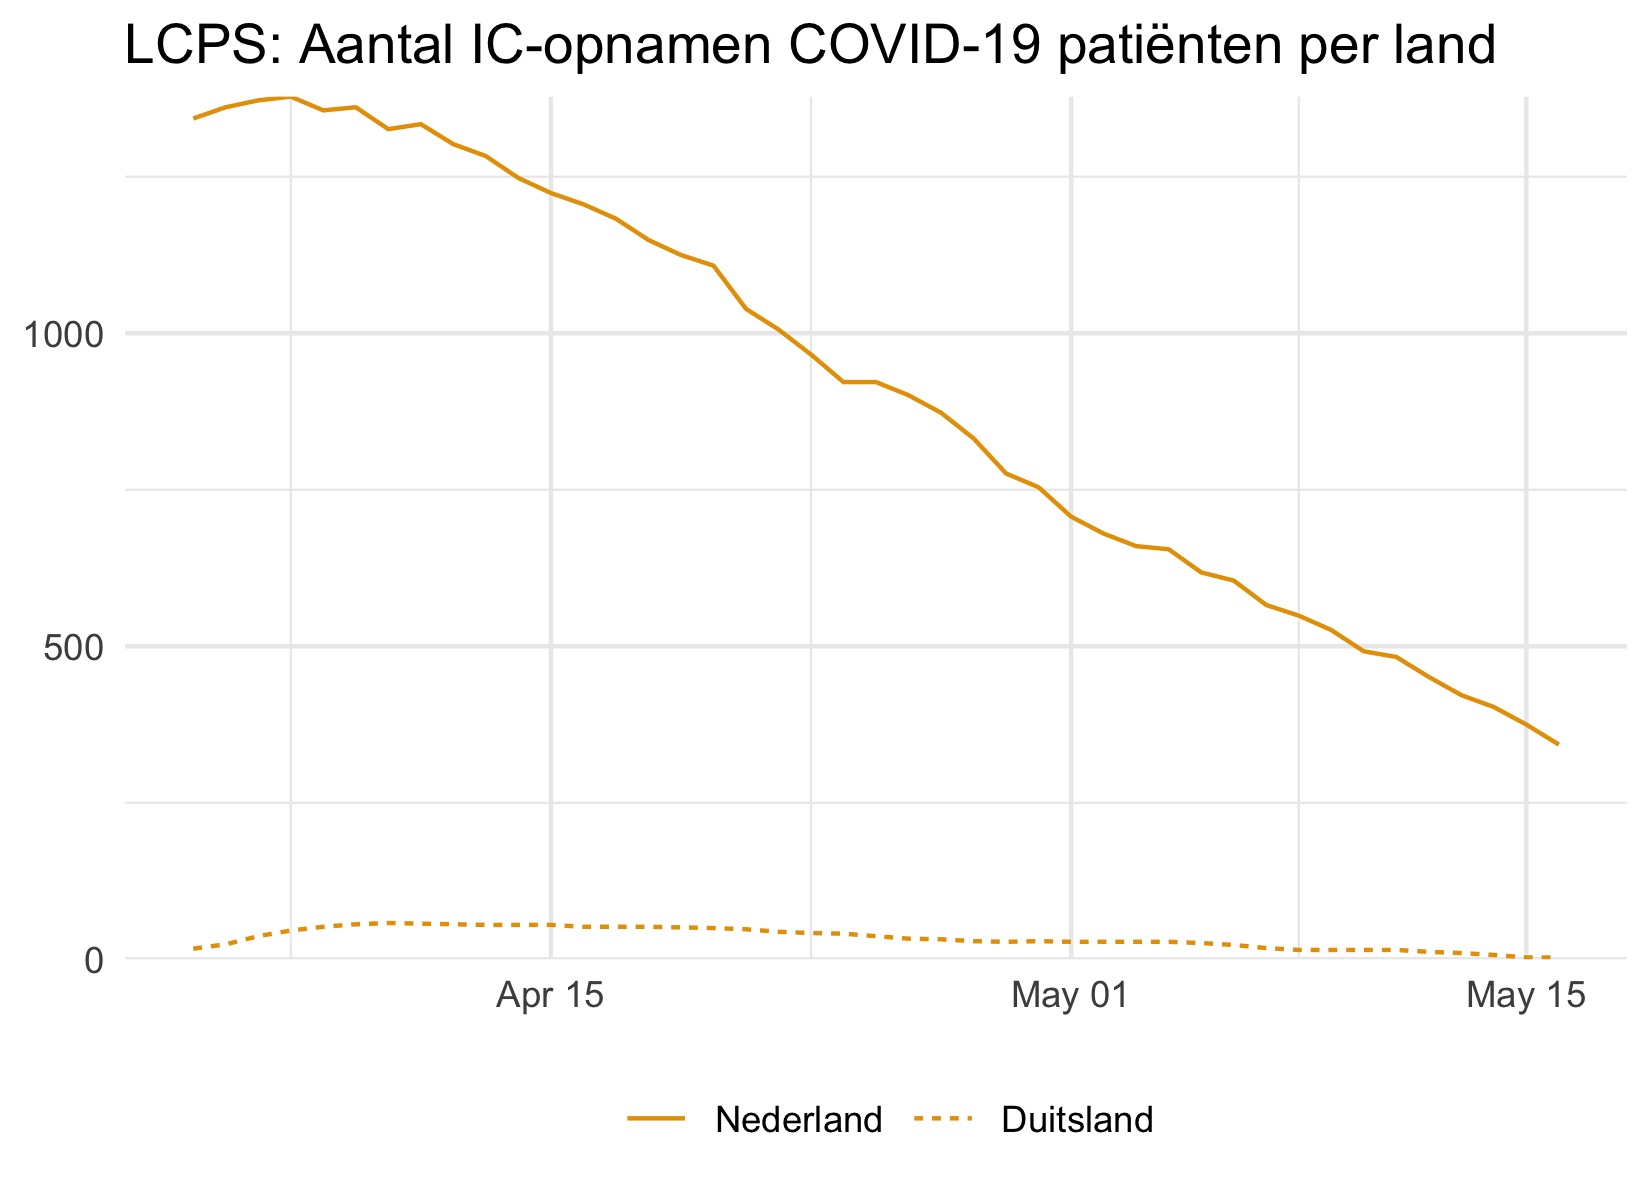 LCPS: Aantal IC-opnamen COVID-19 patiënten per land
1000
500
0
Apr 15
May 01
May 15
Nederland
Duitsland